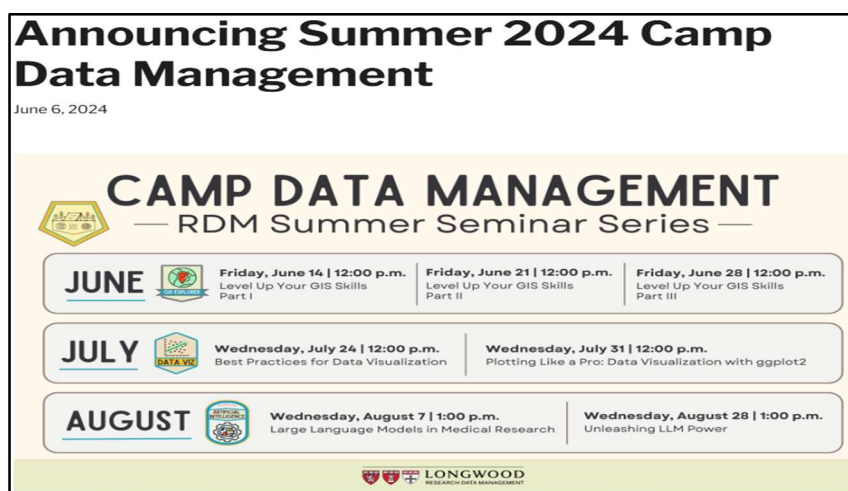 Announcing Summer 2024 Camp
Data Management
June 6, 2024
CAMP DATA MANAGEMENT
— RDM Summer Seminar Series —
JUNE
GIS EXPLORER
Friday, June 14 | 12:00 p.m.
Level Up Your GIS Skills
Part I
Friday, June 21 | 12:00 p.m.
Level Up Your GIS Skills
Part II
Friday, June 28 | 12:00 p.m.
Level Up Your GIS Skills
Part III
JULY
DATA VIZ
Wednesday, July 24 | 12:00 p.m.
Best Practices for Data Visualization
Wednesday, July 31 | 12:00 p.m.
Plotting Like a Pro: Data Visualization with ggplot2
AUGUST
ARTIFICIAL
INTELLIGENCE
Wednesday, August 7 | 1:00 p.m.
Large Language Models in Medical Research
Wednesday, August 28 | 1:00 p.m.
Unleashing LLM Power
LONGWOOD
RESEARCH DATA MANAGEMENT